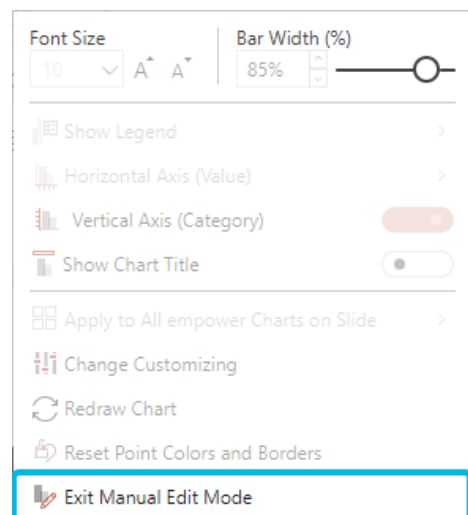 Font Size
Bar Width (%)
10
A A
85%
Show Legend
Horizontal Axis (Value)
Vertical Axis (Category)
Show Chart Title
Apply to All empower Charts on Slide
Change Customizing
Redraw Chart
Reset Point Colors and Borders
Exit Manual Edit Mode